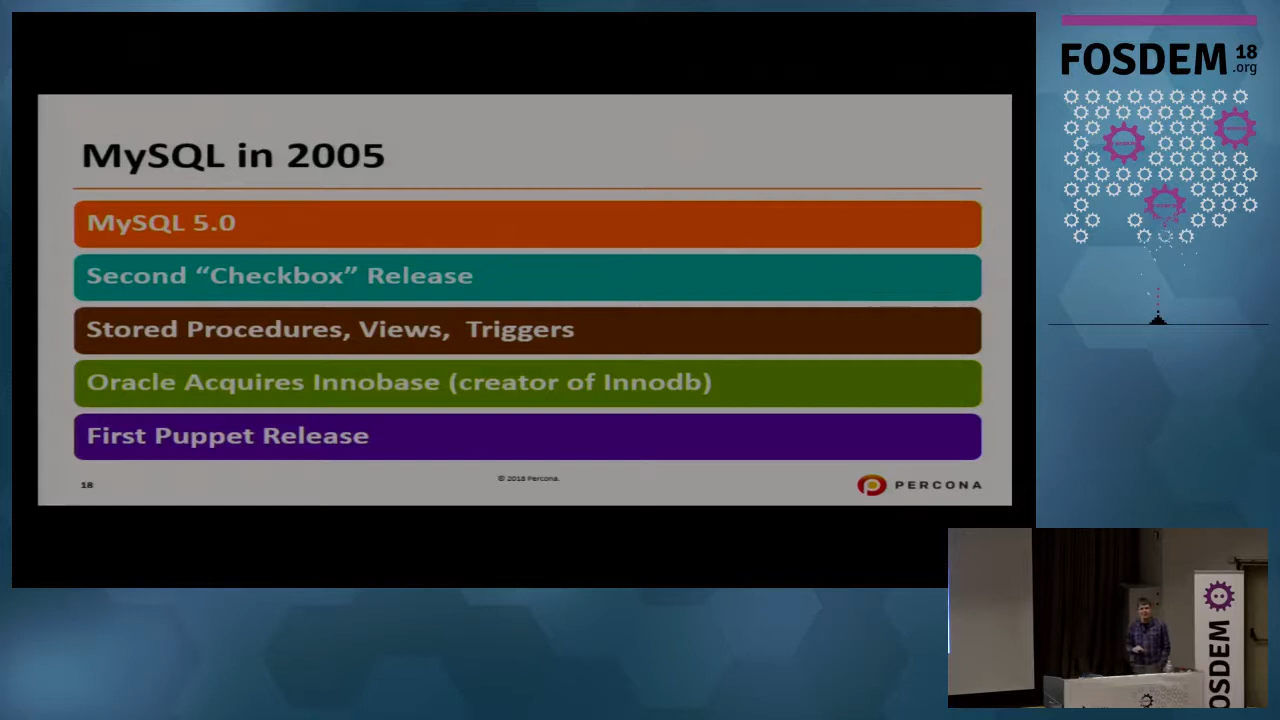 MySQL in 2005
MySQL 5.0
Second “Checkbox” Release
Stored Procedures, Views, Triggers
Oracle Acquires Innobase (creator of Innodb)
First Puppet Release
18
© 2018 Percona.
PERCONA
FOSDEM 18
.org
OSDEM